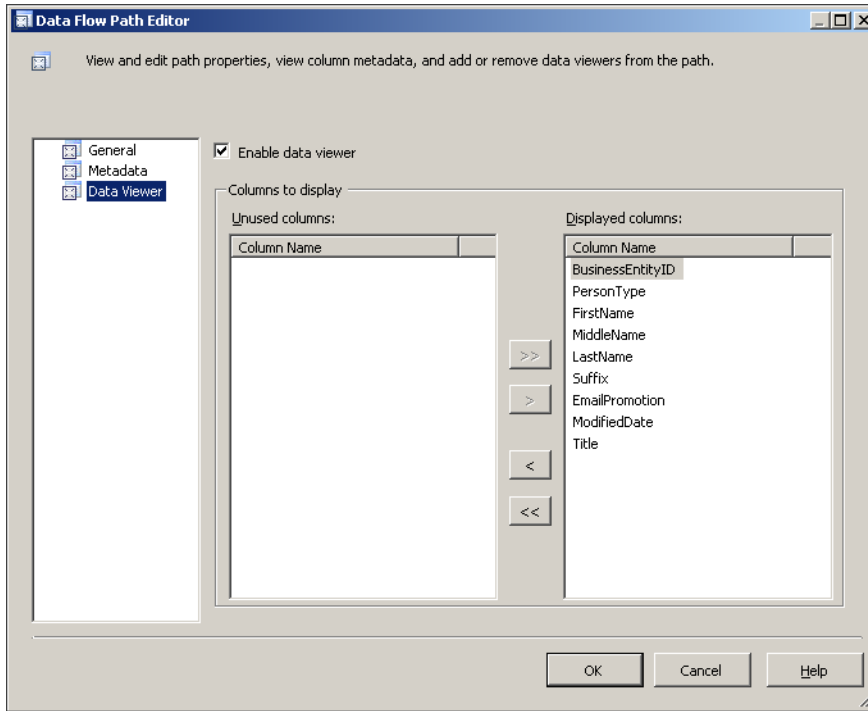 Data Flow Path Editor
View and edit path properties, view column metadata, and add or remove data viewers from the path.
General
Metadata
Data Viewer
Enable data viewer
Columns to display
Unused columns:
Column Name
>>
>
<
<<
Displayed columns:
Column Name
BusinessEntityID
PersonType
FirstName
MiddleName
LastName
Suffix
EmailPromotion
ModifiedDate
Title
OK
Cancel
Help